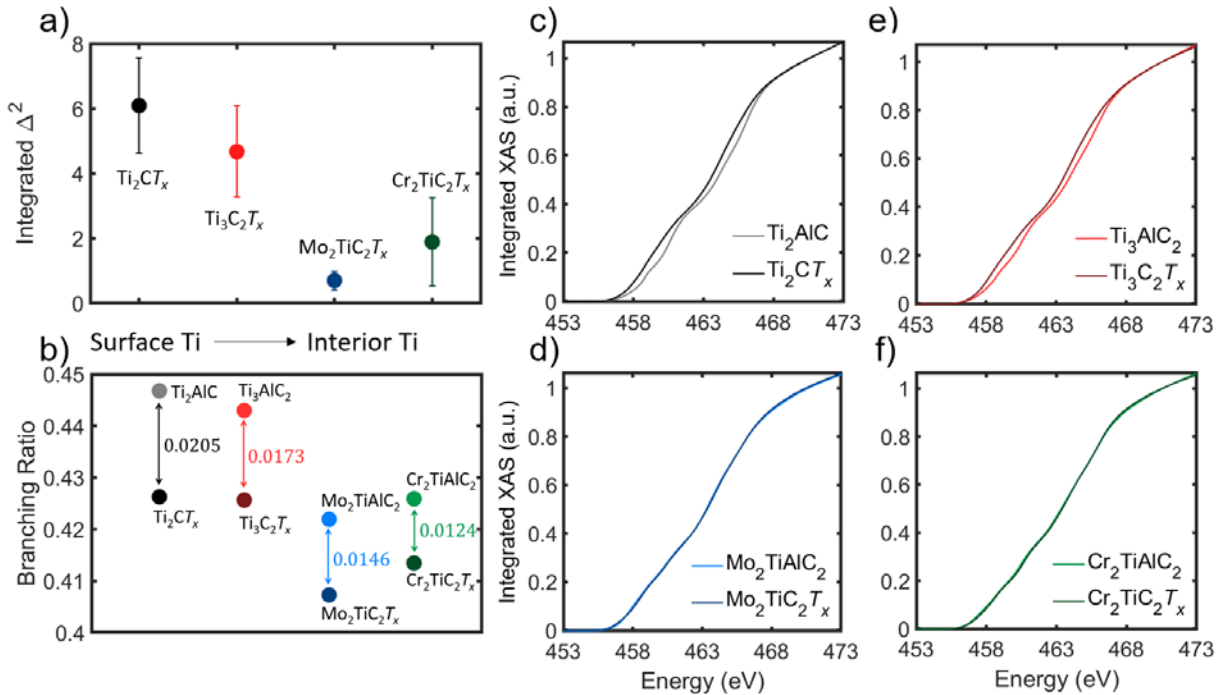 a)
Integrated Δ²
8
6
4
2
0
Ti₂CTₓ
Ti₃C₂Tₓ
Mo₂TiC₂Tₓ
Cr₂TiC₂Tₓ
Surface Ti → Interior Ti
b)
Branching Ratio
0.45
0.44
0.43
0.42
0.41
0.4
Ti₂AlC
0.0205
Ti₂CTₓ
Ti₃AlC₂
0.0173
Ti₃C₂Tₓ
Mo₂TiAlC₂
0.0146
Mo₂TiC₂Tₓ
Cr₂TiAlC₂
0.0124
Cr₂TiC₂Tₓ
c)
Integrated XAS (a.u.)
1
0.8
0.6
0.4
0.2
0
Ti₂AlC
Ti₂CTₓ
453 458 463 468 473
d)
Integrated XAS (a.u.)
1
0.8
0.6
0.4
0.2
0
Mo₂TiAlC₂
Mo₂TiC₂Tₓ
453 458 463 468 473
Energy (eV)
e)
1
0.8
0.6
0.4
0.2
0
Ti₃AlC₂
Ti₃C₂Tₓ
453 458 463 468 473
f)
1
0.8
0.6
0.4
0.2
0
Cr₂TiAlC₂
Cr₂TiC₂Tₓ
453 458 463 468 473
Energy (eV)